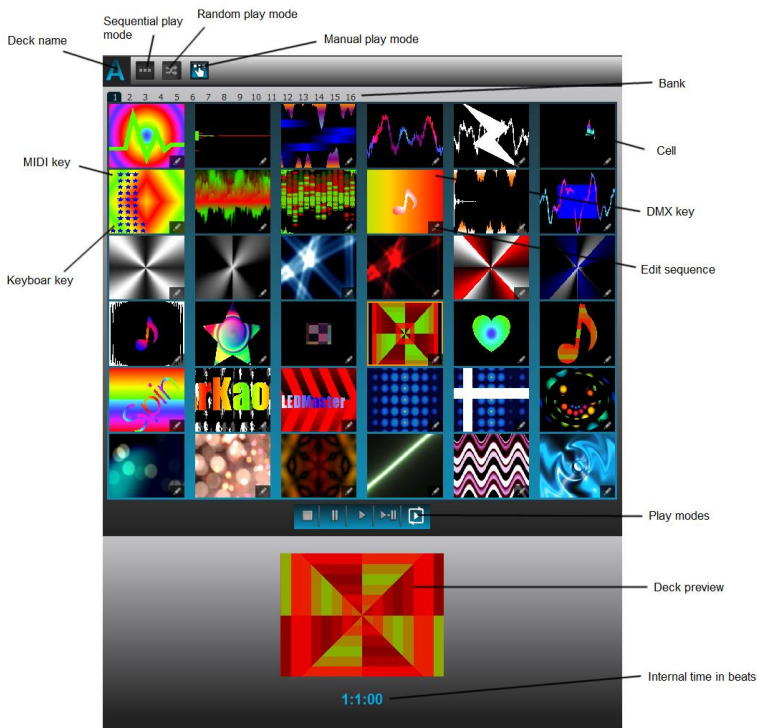 Sequential play
mode
Random play mode
Deck name
Manual play mode
A
Bank
1 2 3 4 5 6 7 8 9 10 11 12 13 14 15 16
Cell
MIDI key
DMX key
Edit sequence
Keyboar key
Spin
rKao
LEDMaster
Play modes
Deck preview
Internal time in beats
1:1:00